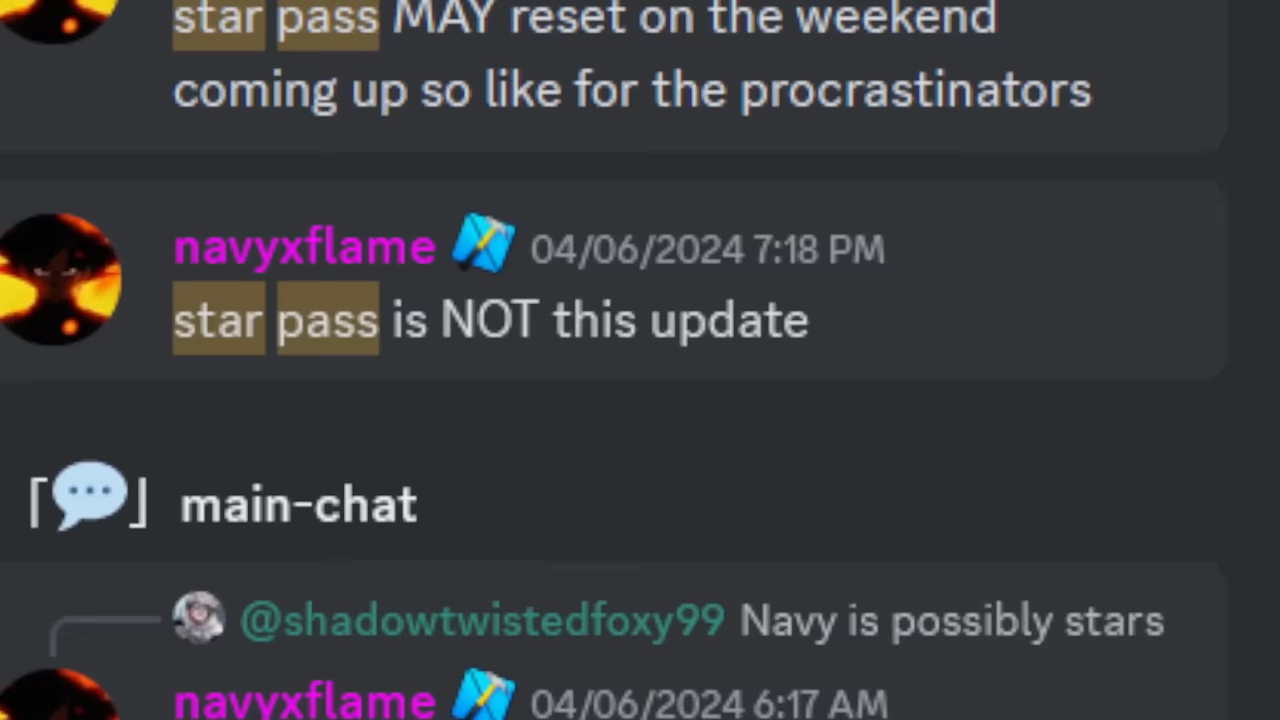 star pass MAY reset on the weekend
coming up so like for the procrastinators
navyxflame 04/06/2024 7:18 PM
star pass is NOT this update
main-chat
@shadowtwistedfoxy99 Navy is possibly stars
navyxflame 04/06/2024 6:17 AM